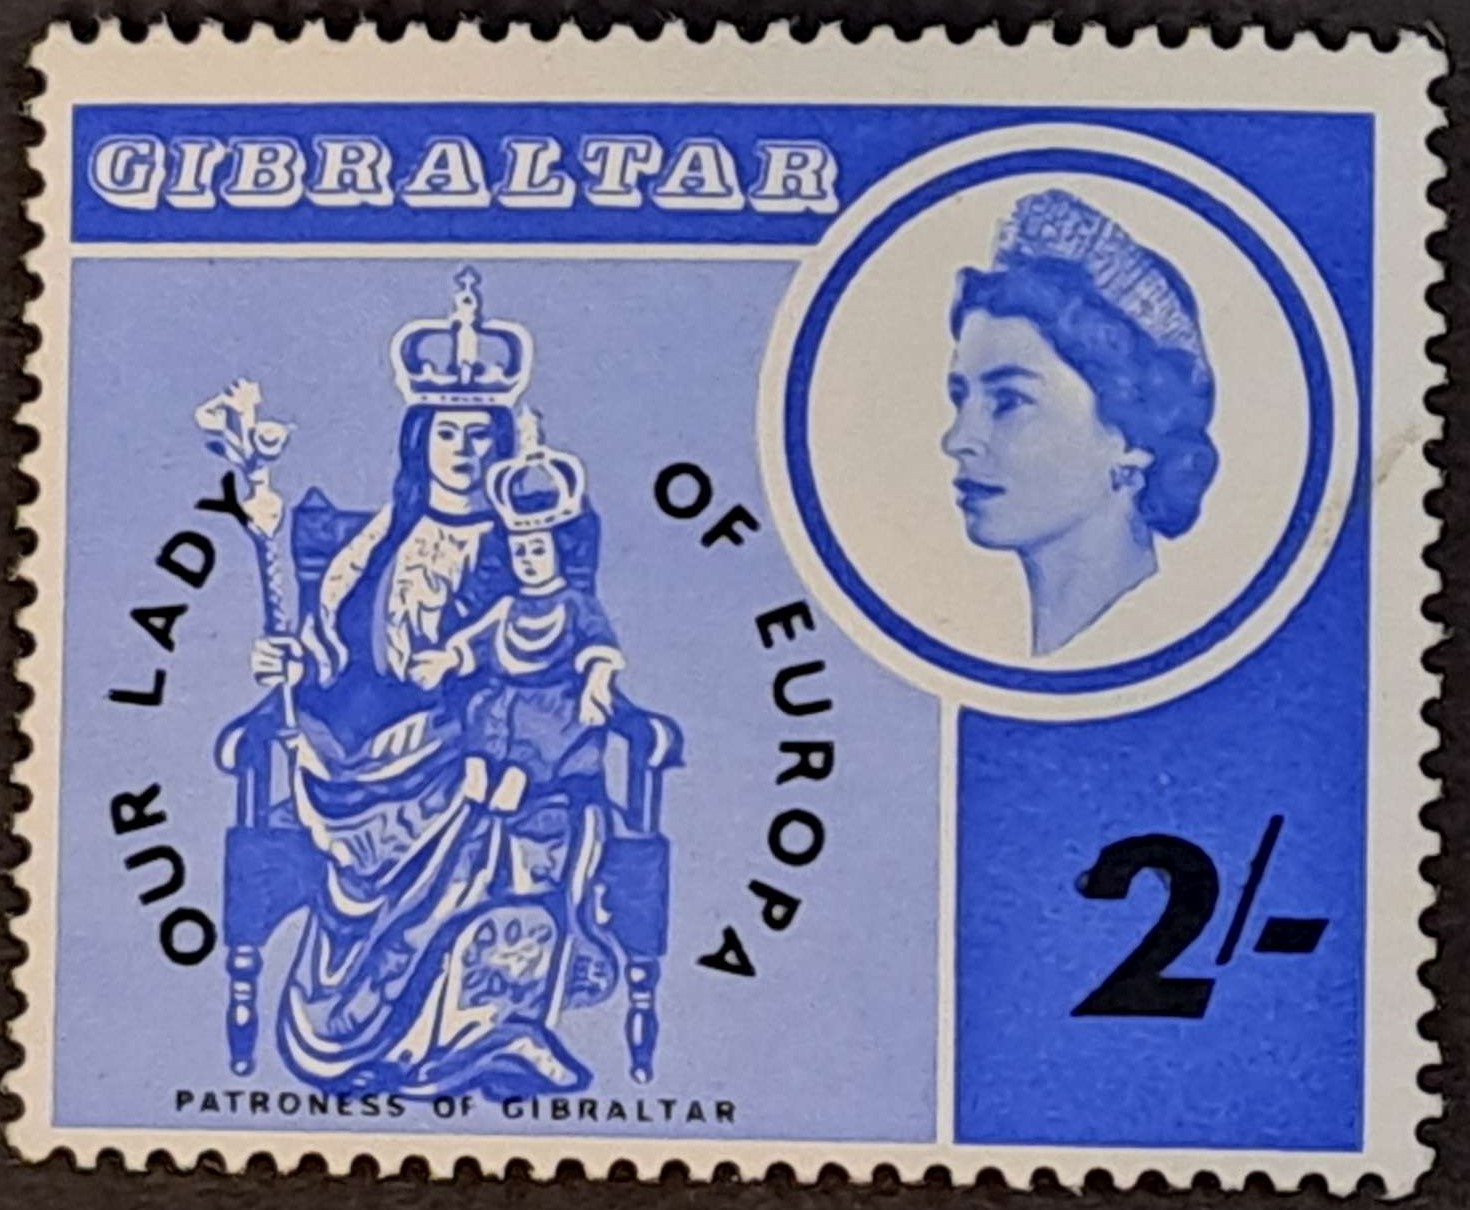 GIBRALTAR
OUR LADY OF EUROPA
2/-
PATRONESS OF GIBRALTAR